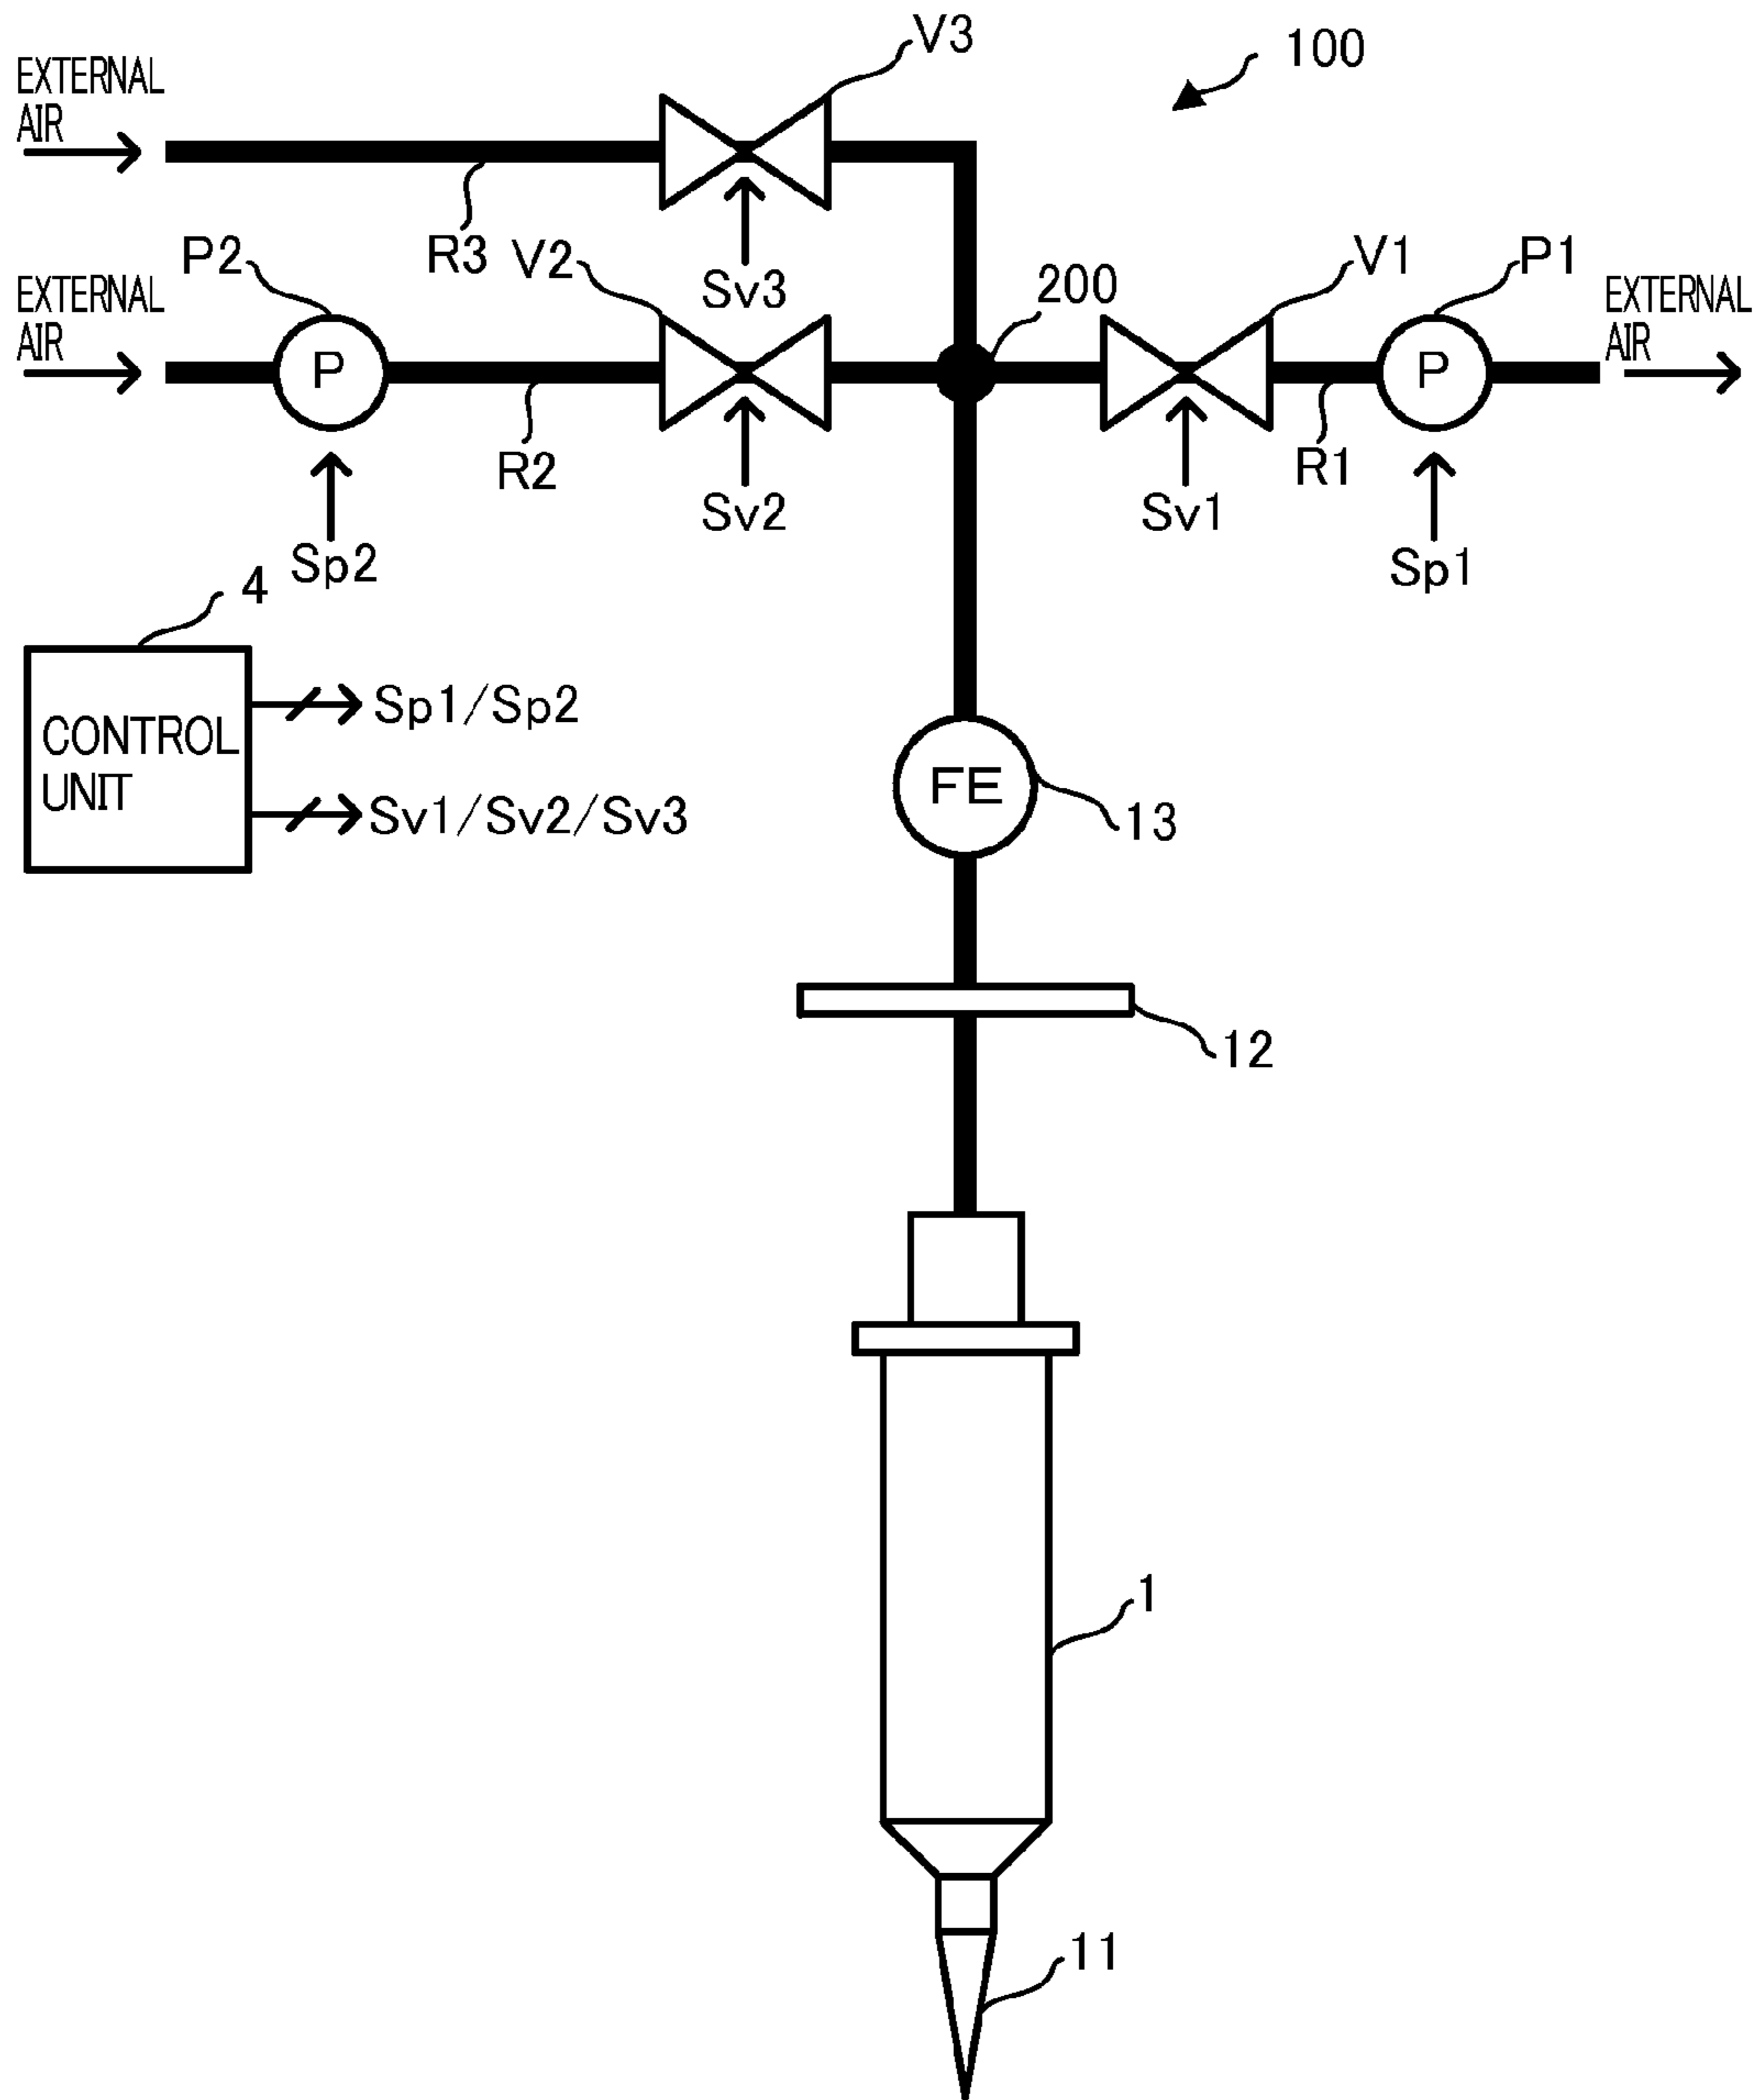 V3
100
EXTERNAL
AIR
R3
P2
V2
Sv3
200
V1
P1
EXTERNAL
AIR
EXTERNAL
AIR
P
P
R2
R1
Sv2
Sv1
Sp2
Sp1
4
CONTROL
UNIT
Sp1/Sp2
Sv1/Sv2/Sv3
FE
13
12
1
11